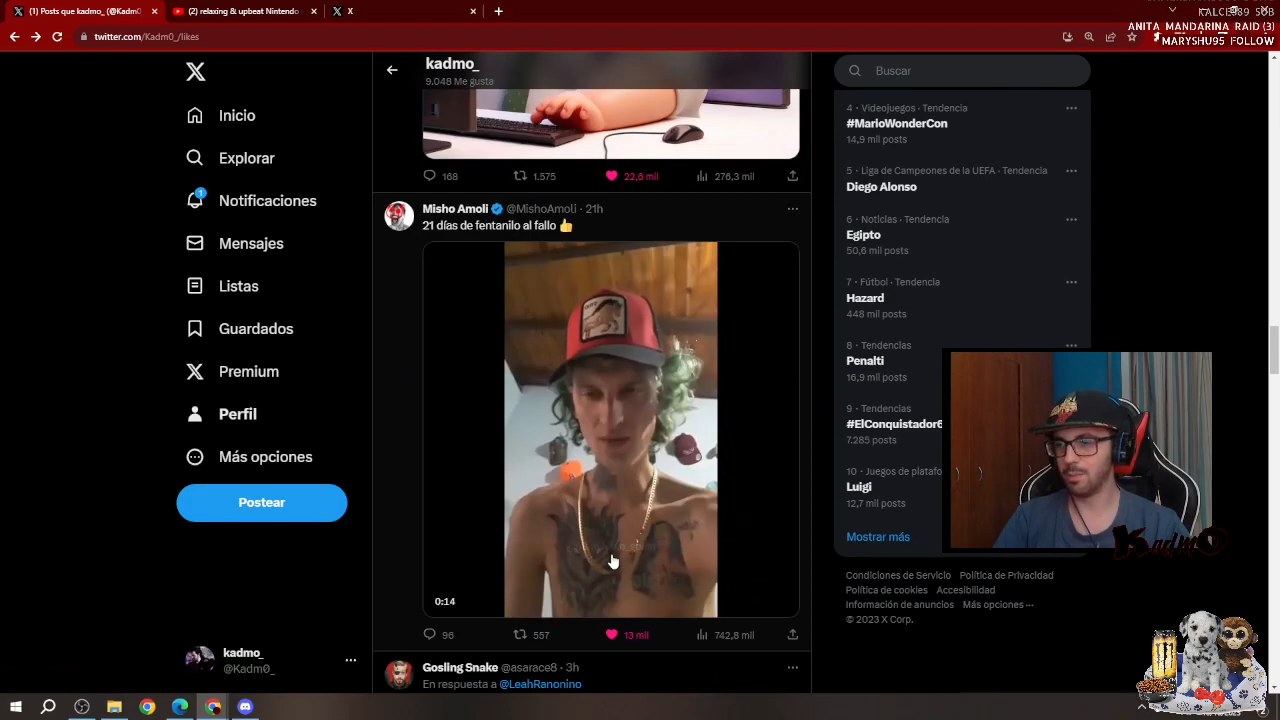 (1) Posts que kadmo_ (@Kadm0
(2) relaxing & upbeat Nintendo
X
KALCE_89 SUB
ANITA_MANDARINA_RAID (3)
MARYSHU95 FOLLOW
twitter.com/Kadm0_/likes
Inicio
Explorar
1
Notificaciones
Mensajes
Listas
Guardados
Premium
Perfil
Más opciones
Postear
kadmo_
@Kadm0_
kadmo_
9.048 Me gusta
168
1.575
22,6 mil
276,3 mil
Misho Amoli @MishoAmoli · 21h
21 días de fentanilo al fallo 👍
0:14
96
557
13 mil
742,8 mil
Gosling Snake @asarace8 · 3h
En respuesta a @LeahRanonino
Buscar
4 · Videojuegos · Tendencia
#MarioWonderCon
14,9 mil posts
5 · Liga de Campeones de la UEFA · Tendencia
Diego Alonso
6 · Noticias · Tendencia
Egipto
50,6 mil posts
7 · Fútbol · Tendencia
Hazard
448 mil posts
8 · Tendencias
Penalti
16,9 mil posts
9 · Tendencias
#ElConquistador6
7.285 posts
10 · Juegos de platafo
Luigi
12,7 mil posts
Mostrar más
Condiciones de Servicio Política de Privacidad
Política de cookies Accesibilidad
Información de anuncios Más opciones ···
© 2023 X Corp.
KadmO